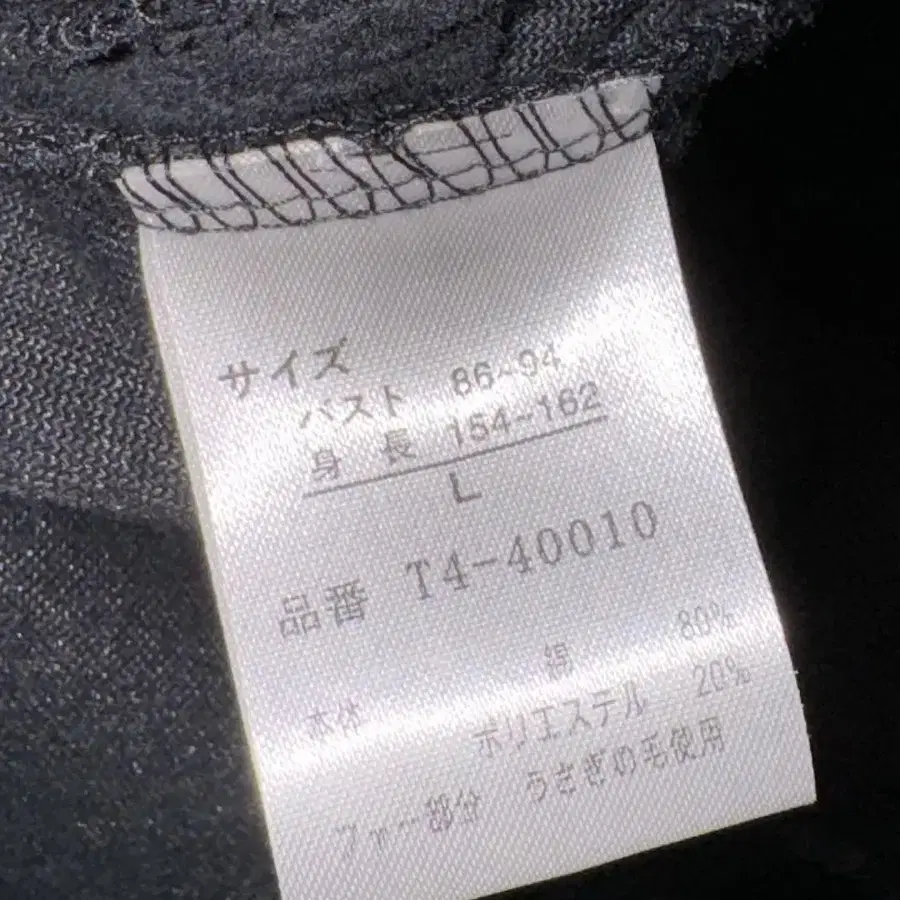 サイズ
バスト 86-94
身長 154-162
L
品番 T4-40010
綿 80%
本体
ポリエステル 20%
ファー部分 うさぎの毛使用